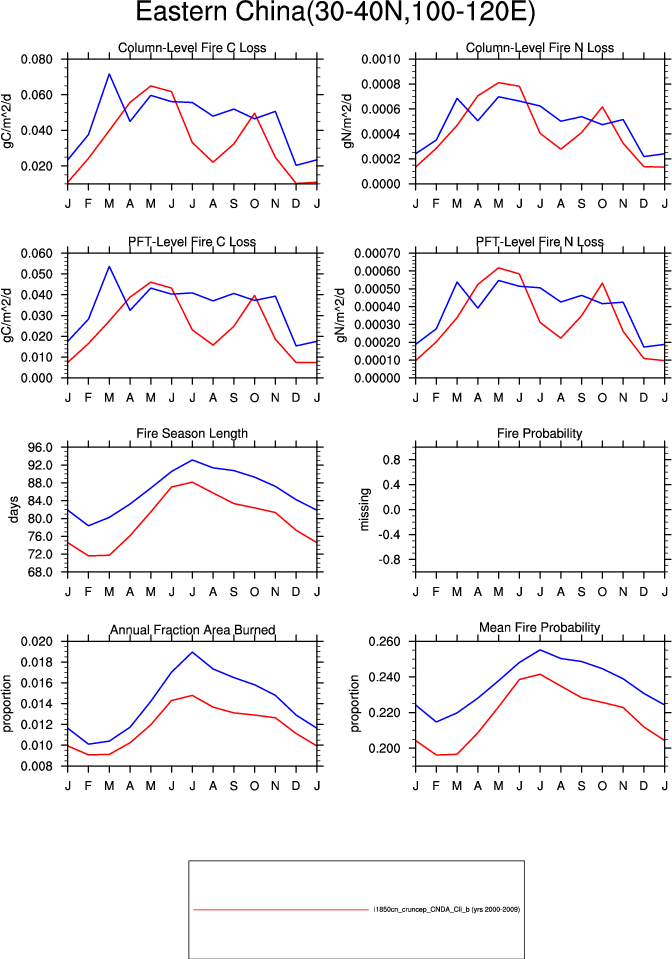 Eastern China(30-40N,100-120E)
Column-Level Fire C Loss
gC/m^2/d
0.080
0.060
0.040
0.020
J F M A M J J A S O N D J
Column-Level Fire N Loss
gN/m^2/d
0.0010
0.0008
0.0006
0.0004
0.0002
0.0000
J F M A M J J A S O N D J
PFT-Level Fire C Loss
gC/m^2/d
0.060
0.050
0.040
0.030
0.020
0.010
0.000
J F M A M J J A S O N D J
PFT-Level Fire N Loss
gN/m^2/d
0.00070
0.00060
0.00050
0.00040
0.00030
0.00020
0.00010
0.00000
J F M A M J J A S O N D J
Fire Season Length
days
96.0
92.0
88.0
84.0
80.0
76.0
72.0
68.0
J F M A M J J A S O N D J
Fire Probability
missing
0.8
0.4
0.0
-0.4
-0.8
J F M A M J J A S O N D J
Annual Fraction Area Burned
proportion
0.020
0.018
0.016
0.014
0.012
0.010
0.008
J F M A M J J A S O N D J
Mean Fire Probability
proportion
0.260
0.240
0.220
0.200
J F M A M J J A S O N D J
i1850cn_cruncep_CNDA_Cli_b (yrs 2000-2009)